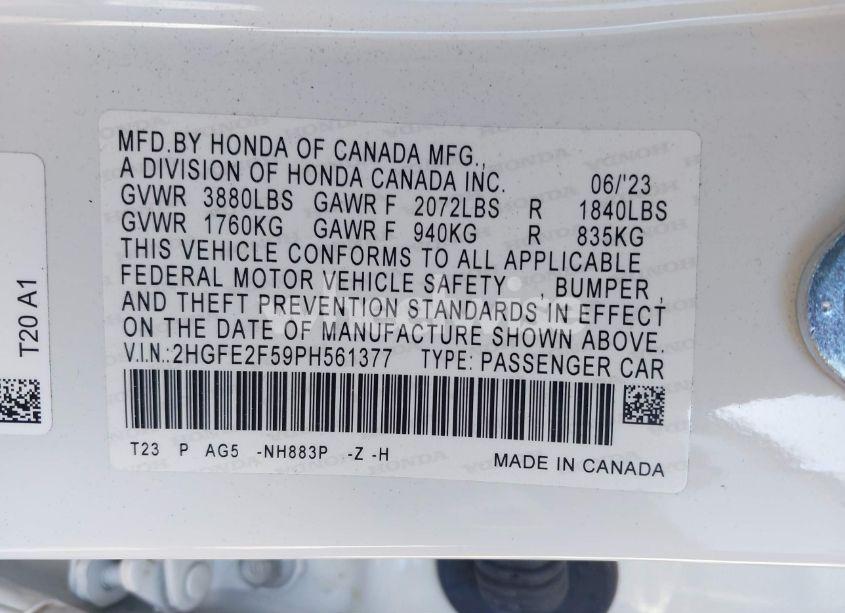 MFD.BY HONDA OF CANADA MFG.,
A DIVISION OF HONDA CANADA INC. 06/'23
GVWR 3880LBS GAWR F 2072LBS R 1840LBS
GVWR 1760KG GAWR F 940KG R 835KG
THIS VEHICLE CONFORMS TO ALL APPLICABLE
FEDERAL MOTOR VEHICLE SAFETY , BUMPER ,
AND THEFT PREVENTION STANDARDS IN EFFECT
ON THE DATE OF MANUFACTURE SHOWN ABOVE.
V.I.N.:2HGFE2F59PH561377 TYPE: PASSENGER CAR
T23 P AG5 -NH883P -Z -H
MADE IN CANADA
T20 A1
HONDA